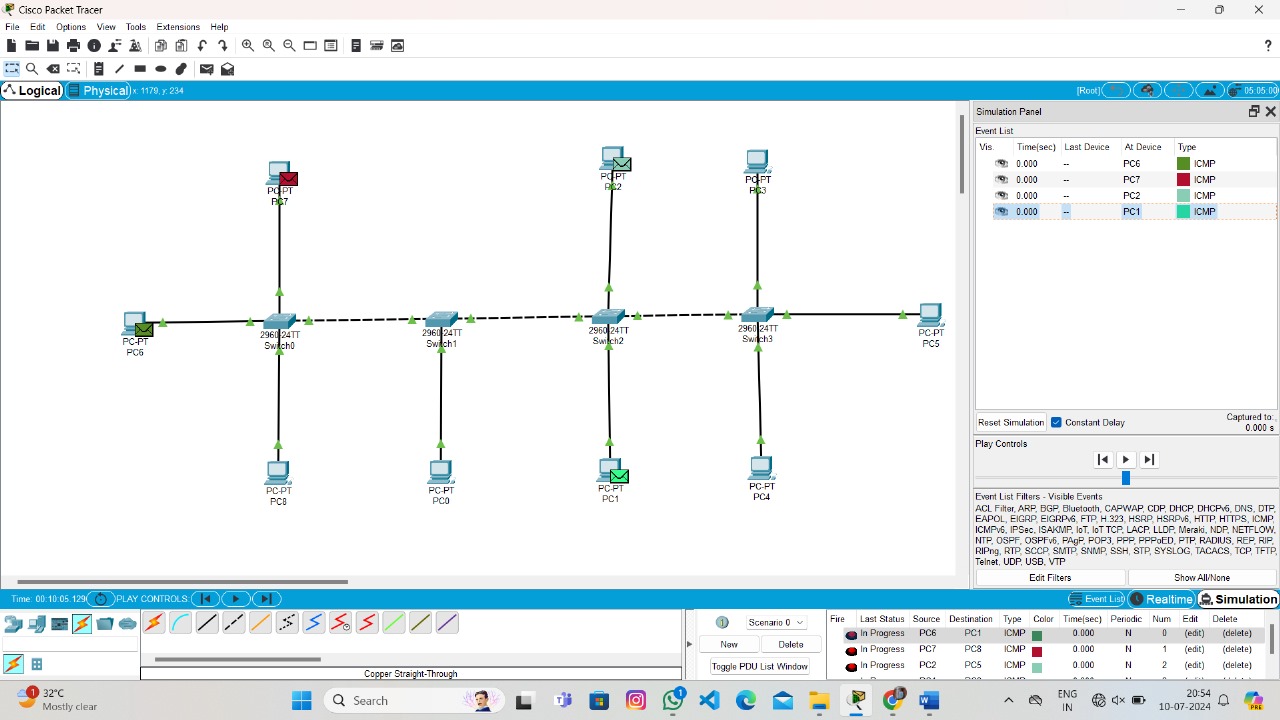 Cisco Packet Tracer
File Edit Options View Tools Extensions Help
?
Logical Physical x: 1179, y: 234 [Root] 05:05:00
Simulation Panel
Event List
Vis. Time(sec) Last Device At Device Type
0.000 -- PC6 ICMP
0.000 -- PC7 ICMP
0.000 -- PC2 ICMP
0.000 -- PC1 ICMP
PC-PT
PC7
PC-PT
PC2
PC-PT
PC3
PC-PT
PC6
2960-24TT
Switch0
2960-24TT
Switch1
2960-24TT
Switch2
2960-24TT
Switch3
PC-PT
PC5
PC-PT
PC8
PC-PT
PC0
PC-PT
PC1
PC-PT
PC4
Reset Simulation Constant Delay Captured to:
0.000 s
Play Controls
Event List Filters - Visible Events
ACL Filter, ARP, BGP, Bluetooth, CAPWAP, CDP, DHCP, DHCPv6, DNS, DTP,
EAPOL, EIGRP, EIGRPv6, FTP, H.323, HSRP, HSRPv6, HTTP, HTTPS, ICMP,
ICMPv6, IPSec, ISAKMP, IoT, IoT TCP, LACP, LLDP, Meraki, NDP, NETFLOW,
NTP, OSPF, OSPFv6, PAgP, POP3, PPP, PPPoED, PTP, RADIUS, REP, RIP,
RIPng, RTP, SCCP, SMTP, SNMP, SSH, STP, SYSLOG, TACACS, TCP, TFTP,
Telnet, UDP, USB, VTP
Edit Filters Show All/None
Time: 00:10:05.129 PLAY CONTROLS: Event List Realtime Simulation
Scenario 0
New Delete
Toggle PDU List Window
Fire Last Status Source Destination Type Color Time(sec) Periodic Num Edit Delete
In Progress PC6 PC1 ICMP 0.000 N 0 (edit) (delete)
In Progress PC7 PC8 ICMP 0.000 N 1 (edit) (delete)
In Progress PC2 PC5 ICMP 0.000 N 2 (edit) (delete)
Copper Straight-Through
1
32°C
Mostly clear
Search
1
ENG
IN
20:54
10-07-2024
PRE